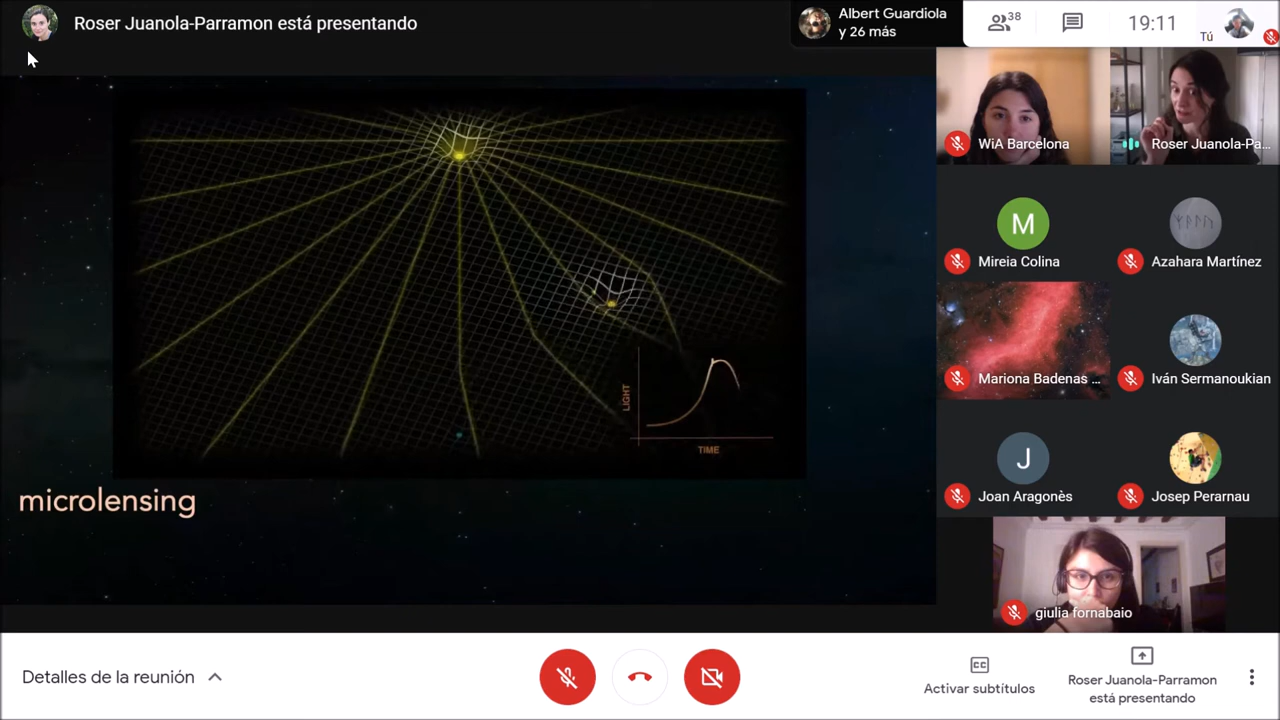 Roser Juanola-Parramon está presentando
Albert Guardiola
y 26 más
38
19:11
Tú
WiA Barcelona
Roser Juanola-Pa...
M
Mireia Colina
Azahara Martínez
Mariona Badenas ...
Iván Sermanoukian
J
Joan Aragonès
Josep Perarnau
giulia fornabaio
LIGHT
TIME
microlensing
Detalles de la reunión
CC
Activar subtítulos
Roser Juanola-Parramon
está presentando